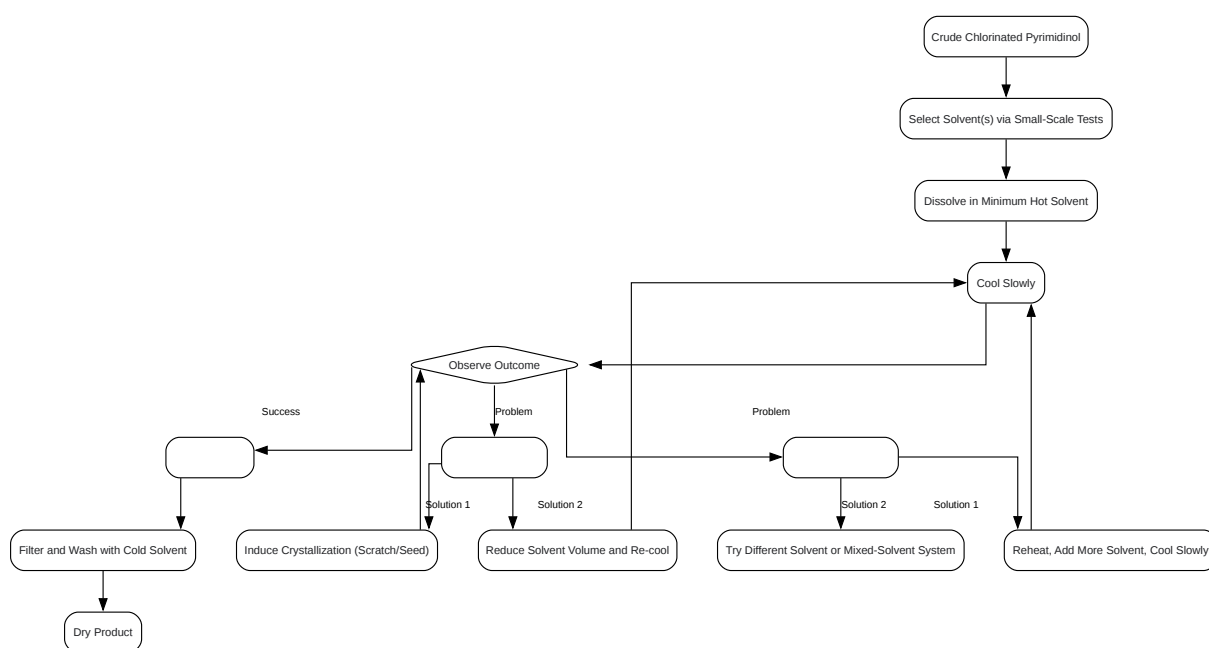 Crude Chlorinated Pyrimidinol
Select Solvent(s) via Small-Scale Tests
Dissolve in Minimum Hot Solvent
Cool Slowly
Observe Outcome
Success
Problem
Problem
Solution 1
Solution 2
Solution 2
Solution 1
Filter and Wash with Cold Solvent
Induce Crystallization (Scratch/Seed)
Reduce Solvent Volume and Re-cool
Try Different Solvent or Mixed-Solvent System
Reheat, Add More Solvent, Cool Slowly
Dry Product